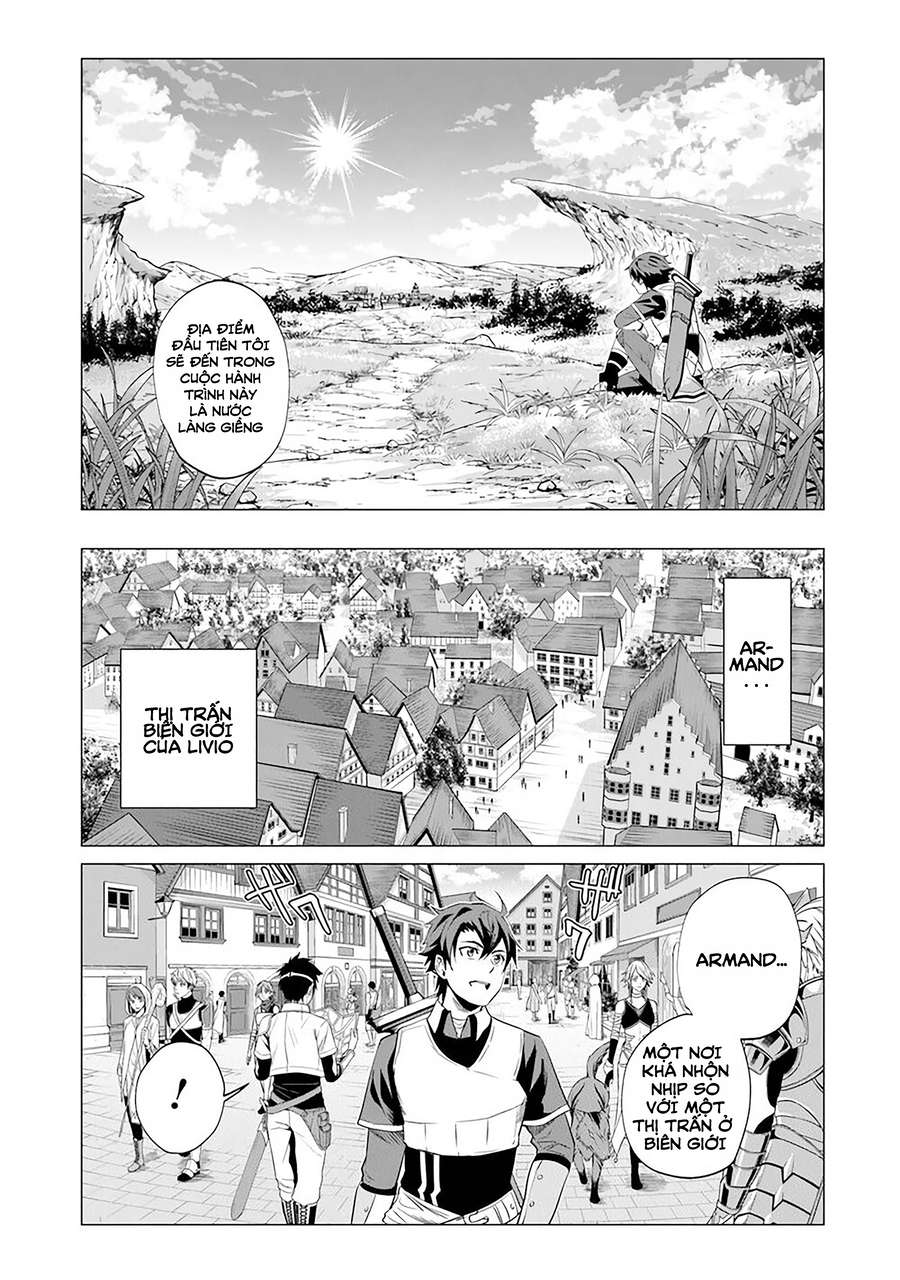 ĐỊA ĐIỂM
ĐẦU TIÊN TÔI
SẼ ĐẾN TRONG
CUỘC HÀNH
TRÌNH NÀY
LÀ NƯỚC
LÀNG GIỀNG
AR-
MAND
...
THỊ TRẤN
BIÊN GIỚI
CỦA LIVIO
ARMAND...
MỘT NƠI
KHÁ NHỘN
NHỊP SO
VỚI MỘT
THỊ TRẤN Ở
BIÊN GIỚI
!